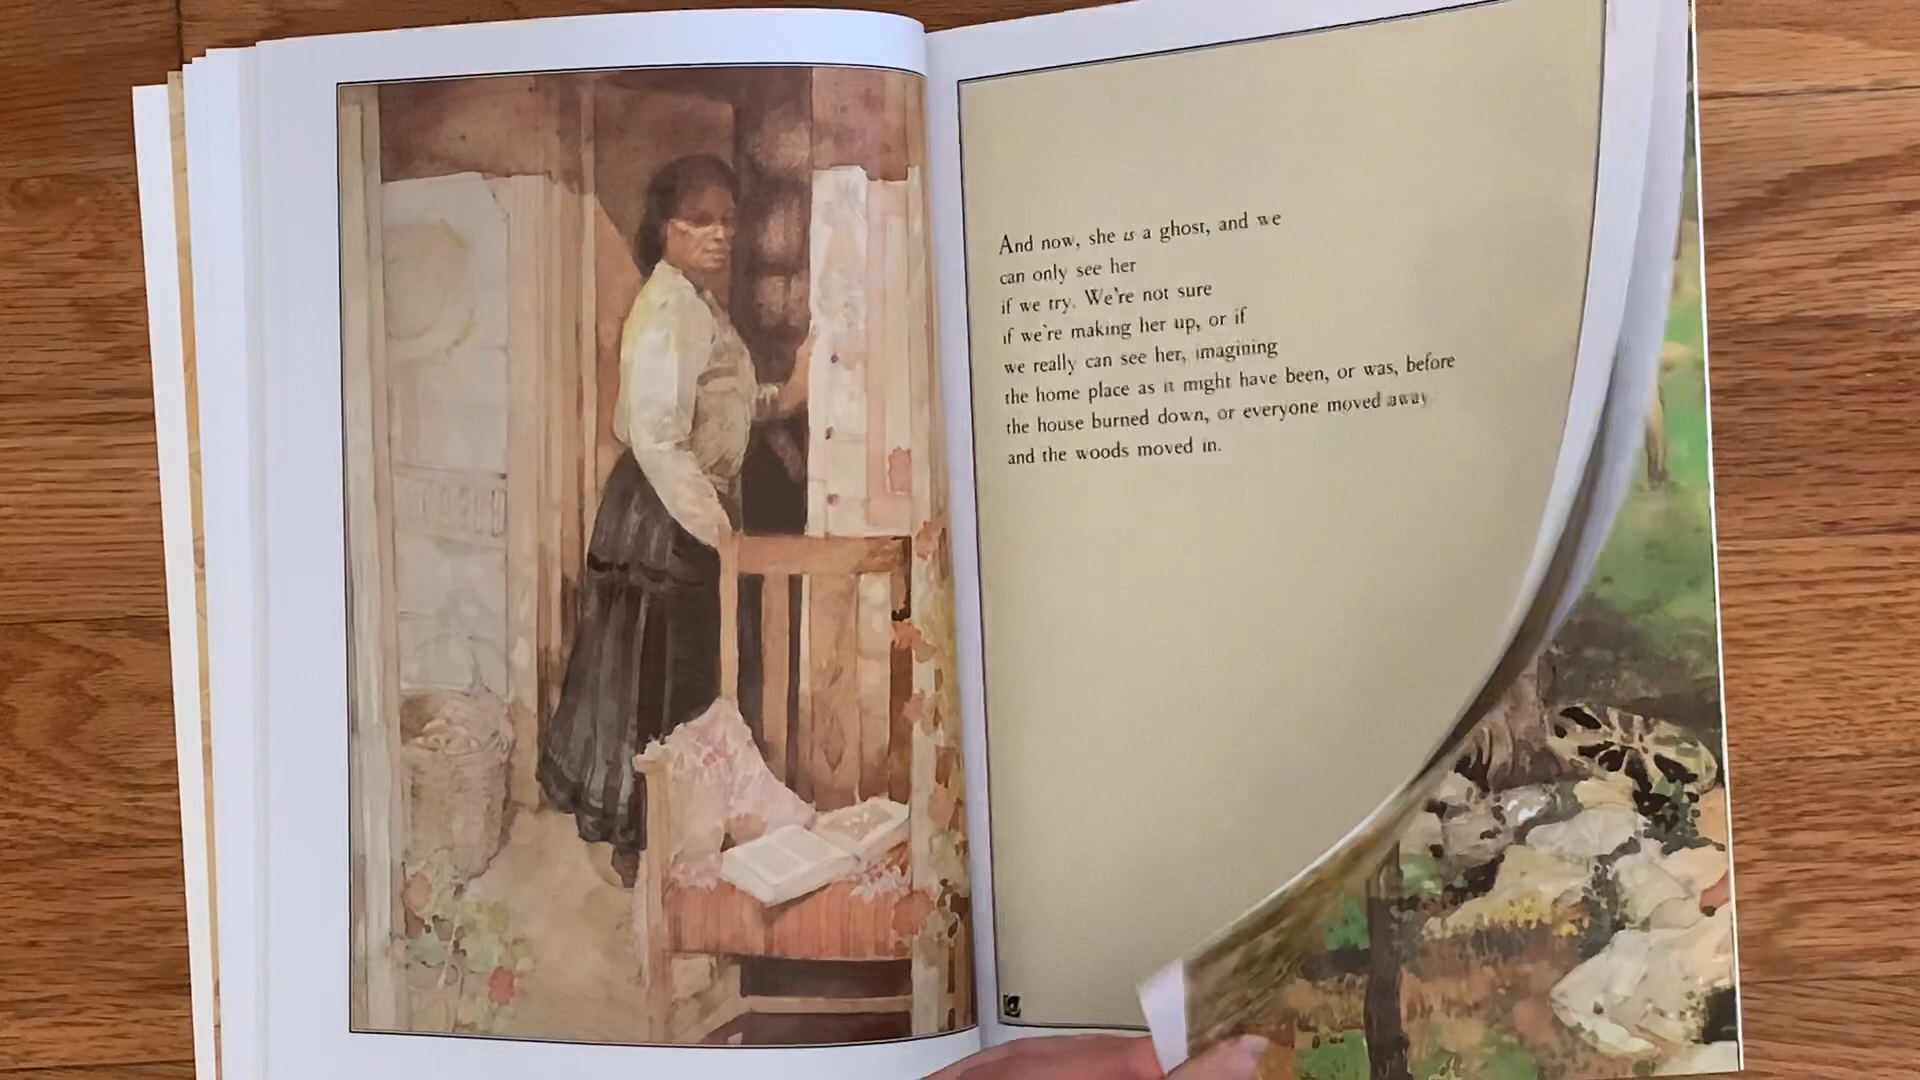 And now, she is a ghost, and we
can only see her
if we try. We're not sure
if we're making her up, or if
we really can see her, imagining
the home place as it might have been, or was, before
the house burned down, or everyone moved away
and the woods moved in.